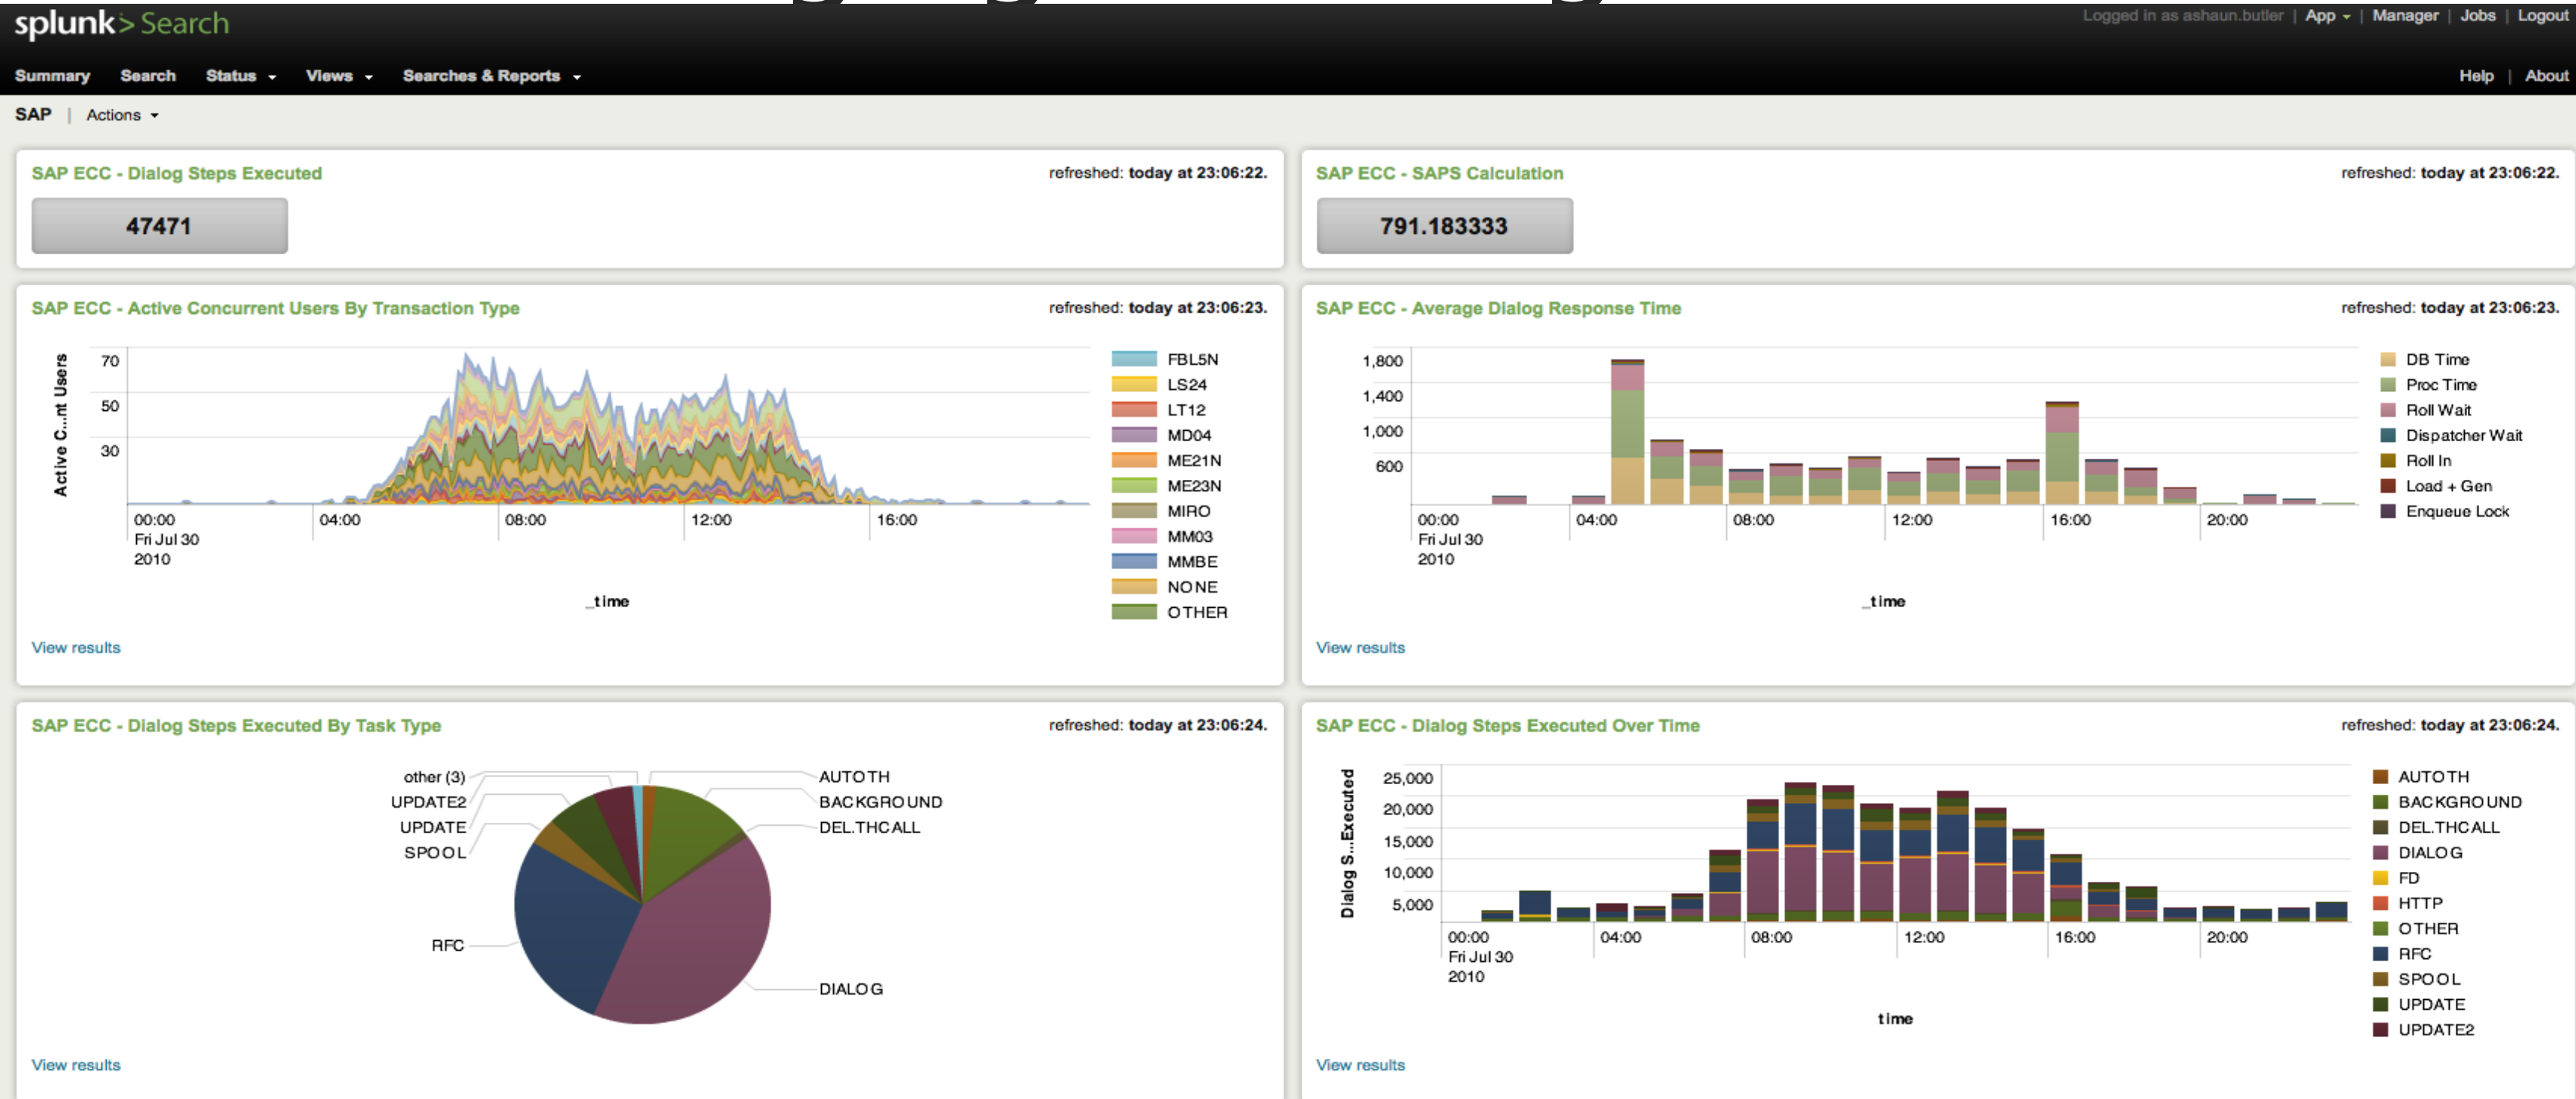 splunk> Search
Logged in as ashaun.butler | App | Manager | Jobs | Logout
Summary Search Status Views Searches & Reports
Help | About
SAP | Actions
SAP ECC - Dialog Steps Executed
refreshed: today at 23:06:22.
47471
SAP ECC - SAPS Calculation
refreshed: today at 23:06:22.
791.183333
SAP ECC - Active Concurrent Users By Transaction Type
refreshed: today at 23:06:23.
Active C...nt Users
70
50
30
00:00 04:00 08:00 12:00 16:00
Fri Jul 30
2010
_time
FBL5N
LS24
LT12
MD04
ME21N
ME23N
MIRO
MM03
MMBE
NONE
OTHER
View results
SAP ECC - Average Dialog Response Time
refreshed: today at 23:06:23.
1,800
1,400
1,000
600
00:00 04:00 08:00 12:00 16:00 20:00
Fri Jul 30
2010
_time
DB Time
Proc Time
Roll Wait
Dispatcher Wait
Roll In
Load + Gen
Enqueue Lock
View results
SAP ECC - Dialog Steps Executed By Task Type
refreshed: today at 23:06:24.
other (3)
UPDATE2
UPDATE
SPOOL
RFC
AUTOTH
BACKGROUND
DEL.THCALL
DIALOG
View results
SAP ECC - Dialog Steps Executed Over Time
refreshed: today at 23:06:24.
Dialog S...Executed
25,000
20,000
15,000
10,000
5,000
00:00 04:00 08:00 12:00 16:00 20:00
Fri Jul 30
2010
time
AUTOTH
BACKGROUND
DEL.THCALL
DIALOG
FD
HTTP
OTHER
RFC
SPOOL
UPDATE
UPDATE2
View results